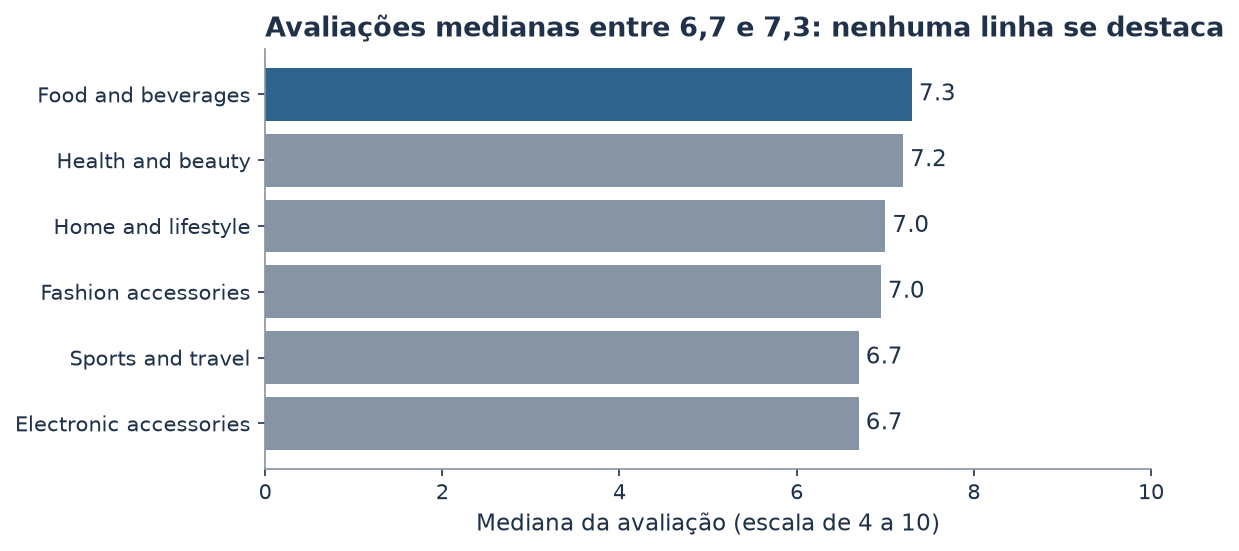 Avaliações medianas entre 6,7 e 7,3: nenhuma linha se destaca
Food and beverages 7.3
Health and beauty 7.2
Home and lifestyle 7.0
Fashion accessories 7.0
Sports and travel 6.7
Electronic accessories 6.7
0 2 4 6 8 10
Mediana da avaliação (escala de 4 a 10)